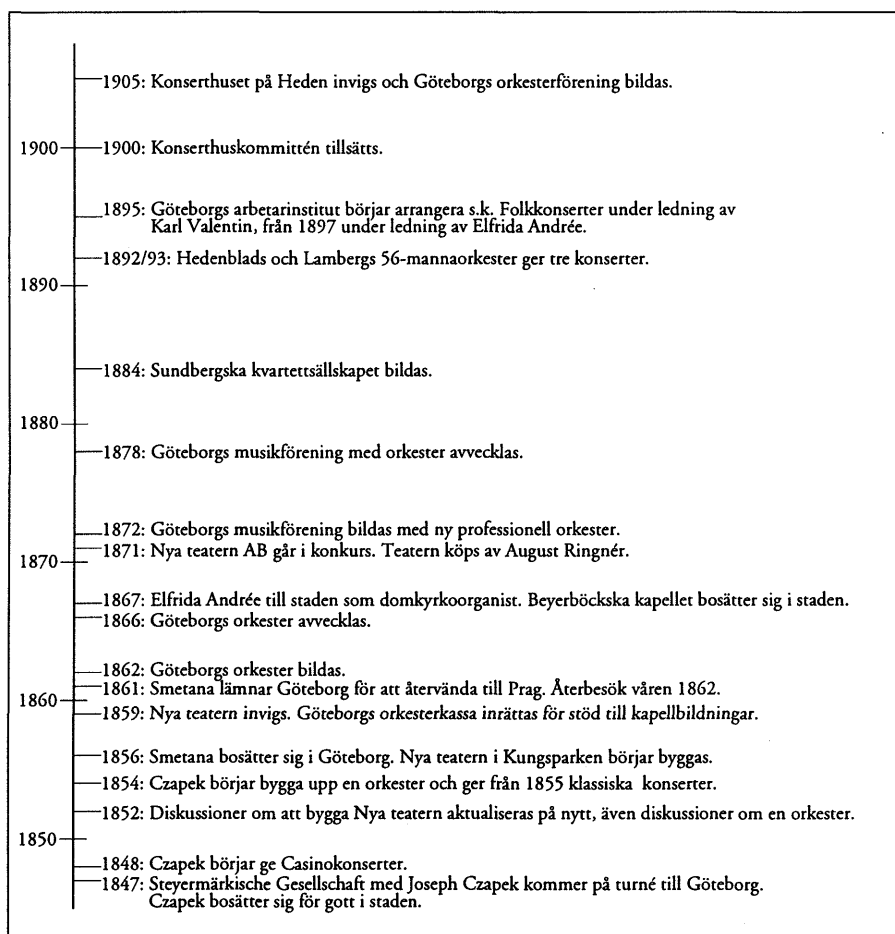 1905: Konserthuset på Heden invigs och Göteborgs orkesterförening bildas.
1900
1900: Konserthuskommittén tillsätts.
1895: Göteborgs arbetarinstitut börjar arrangera s.k. Folkkonserter under ledning av
Karl Valentin, från 1897 under ledning av Elfrida Andrée.
1892/93: Hedenblads och Lambergs 56-mannaorkester ger tre konserter.
1890
1884: Sundbergska kvartettsällskapet bildas.
1880
1878: Göteborgs musikförening med orkester avvecklas.
1872: Göteborgs musikförening bildas med ny professionell orkester.
1871: Nya teatern AB går i konkurs. Teatern köps av August Ringnér.
1870
1867: Elfrida Andrée till staden som domkyrkoorganist. Beyerböckska kapellet bosätter sig i staden.
1866: Göteborgs orkester avvecklas.
1862: Göteborgs orkester bildas.
1861: Smetana lämnar Göteborg för att återvända till Prag. Återbesök våren 1862.
1860
1859: Nya teatern invigs. Göteborgs orkesterkassa inrättas för stöd till kapellbildningar.
1856: Smetana bosätter sig i Göteborg. Nya teatern i Kungsparken börjar byggas.
1854: Czapek börjar bygga upp en orkester och ger från 1855 klassiska konserter.
1852: Diskussioner om att bygga Nya teatern aktualiseras på nytt, även diskussioner om en orkester.
1850
1848: Czapek börjar ge Casinokonserter.
1847: Steyermärkische Gesellschaft med Joseph Czapek kommer på turné till Göteborg.
Czapek bosätter sig för gott i staden.